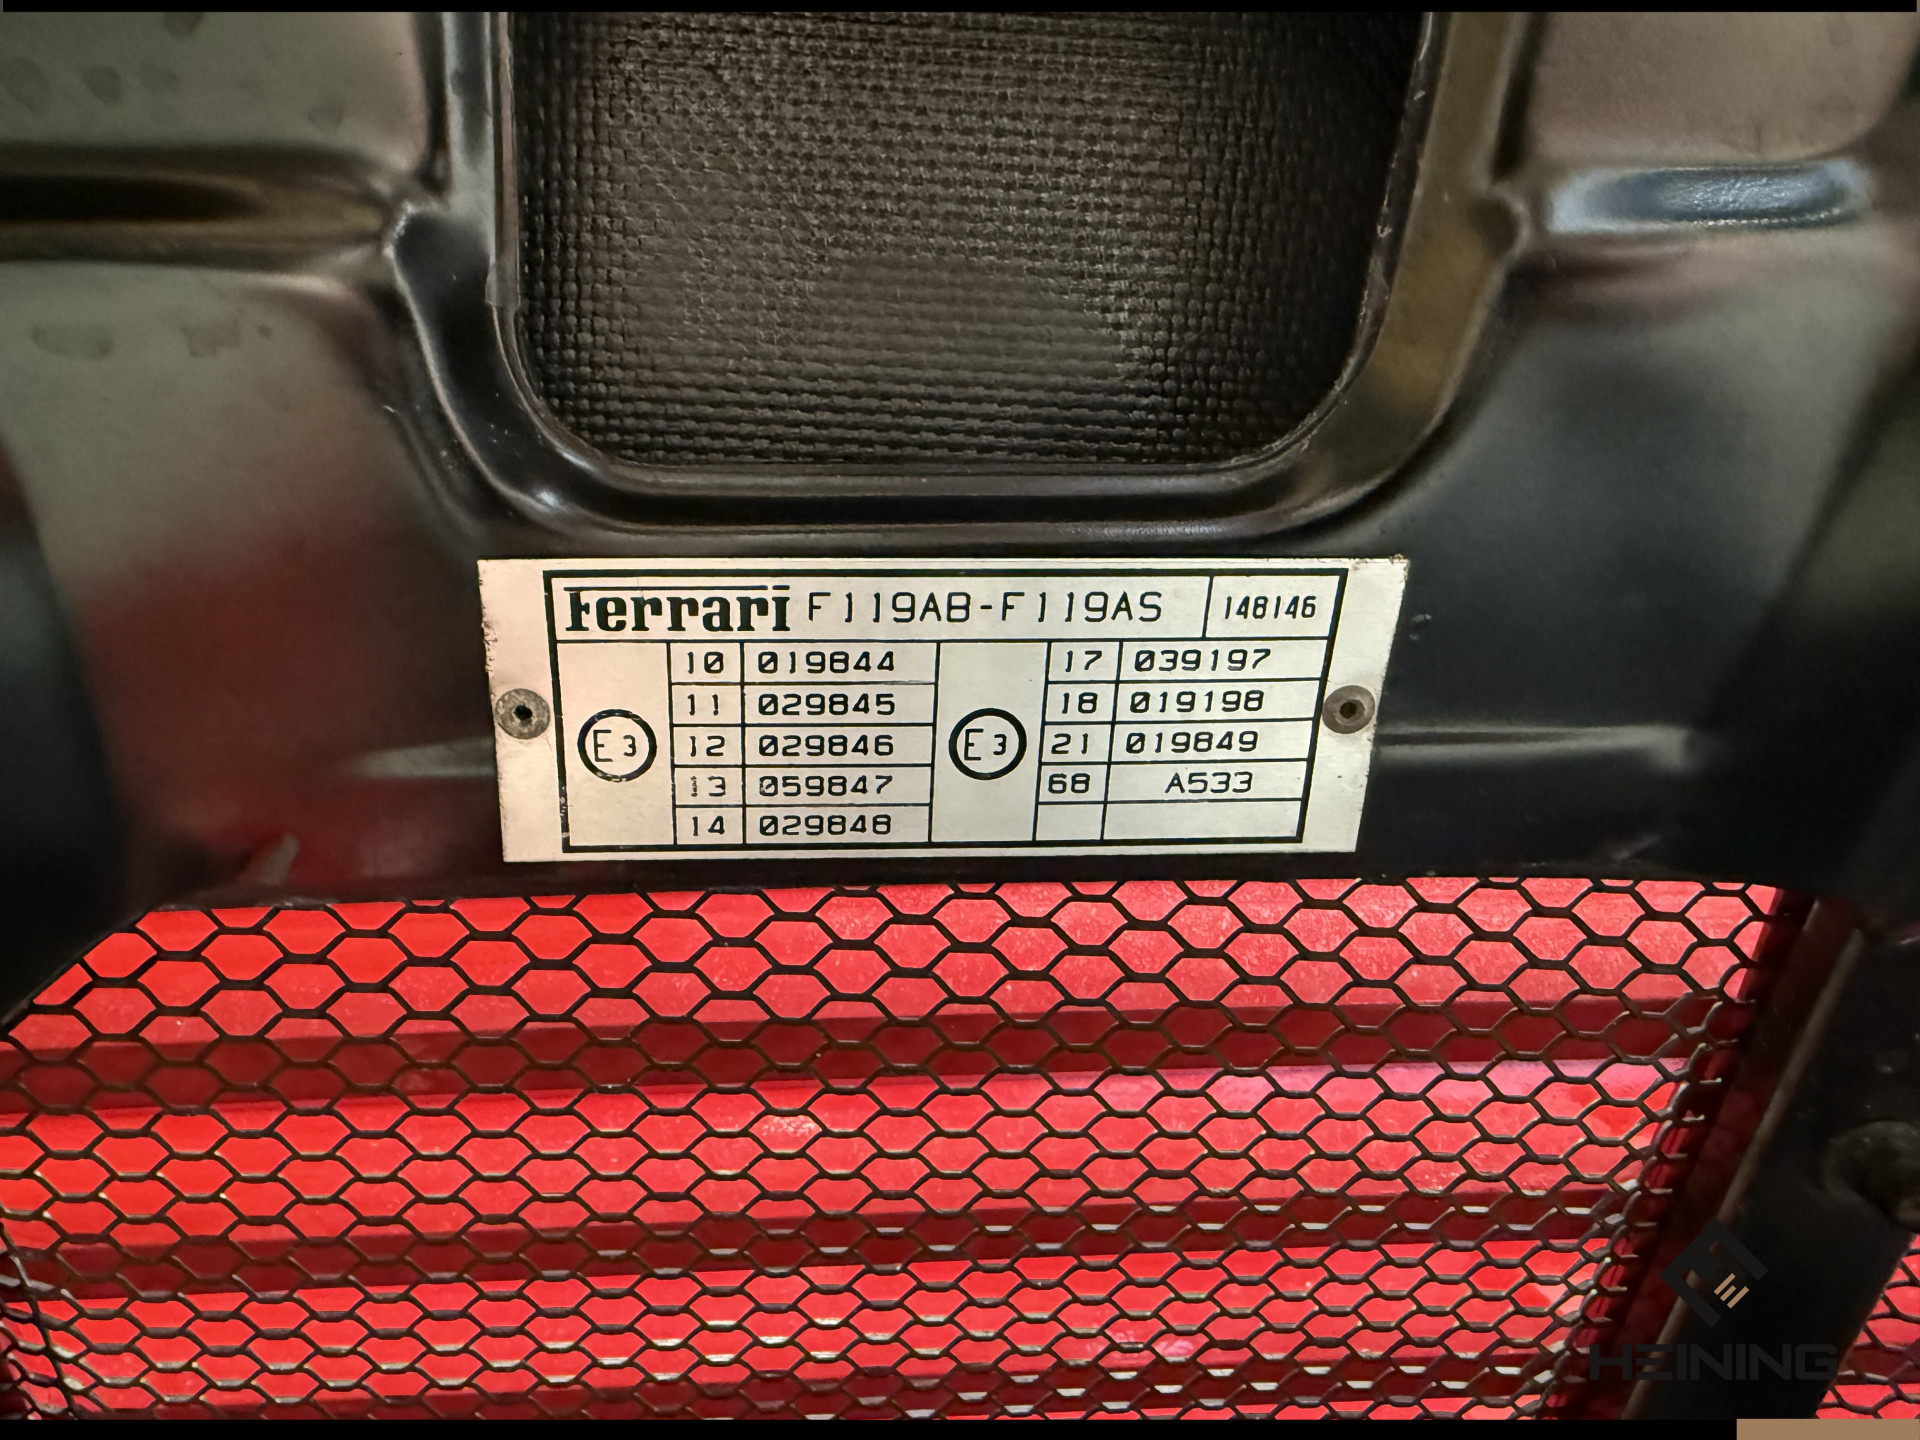 Ferrari F119AB-F119AS 148146
10 019844
11 029845
12 029846
13 059847
14 029848
E3
17 039197
18 019198
21 019849
68 A533
E3
HEINING